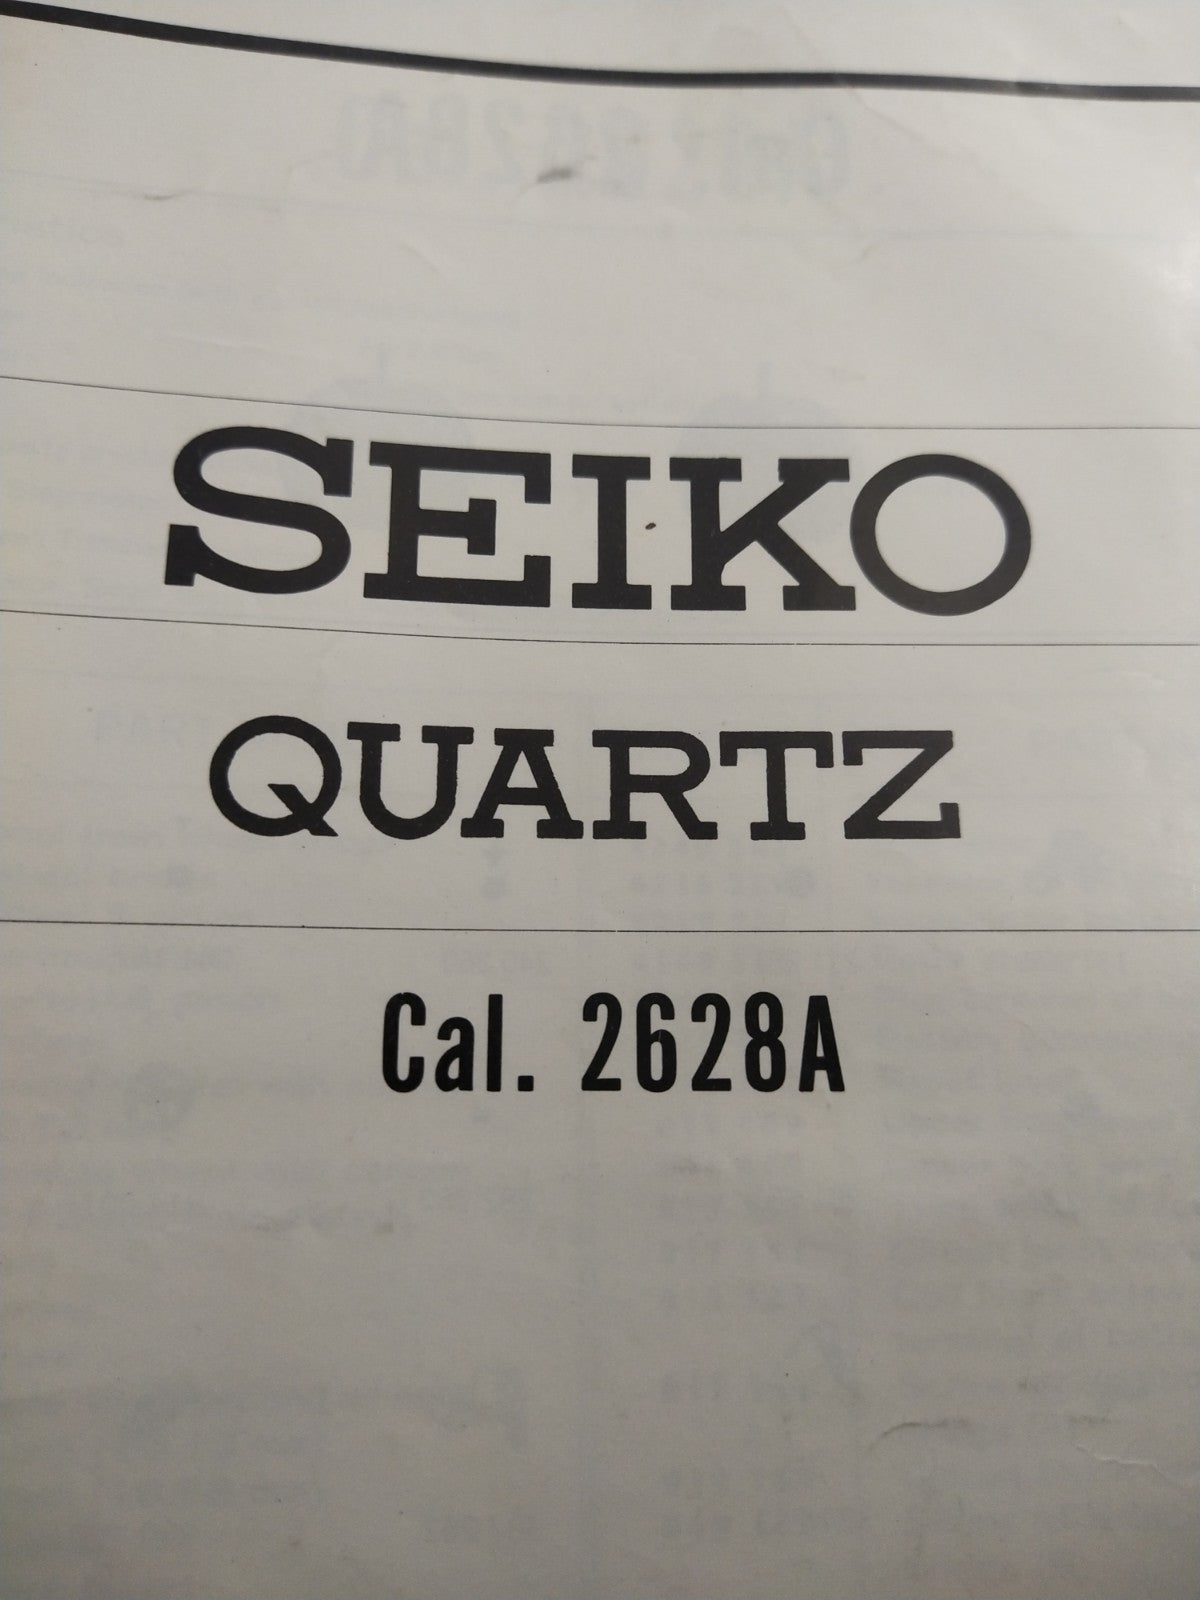 SEIKO
QUARTZ
Cal. 2628A